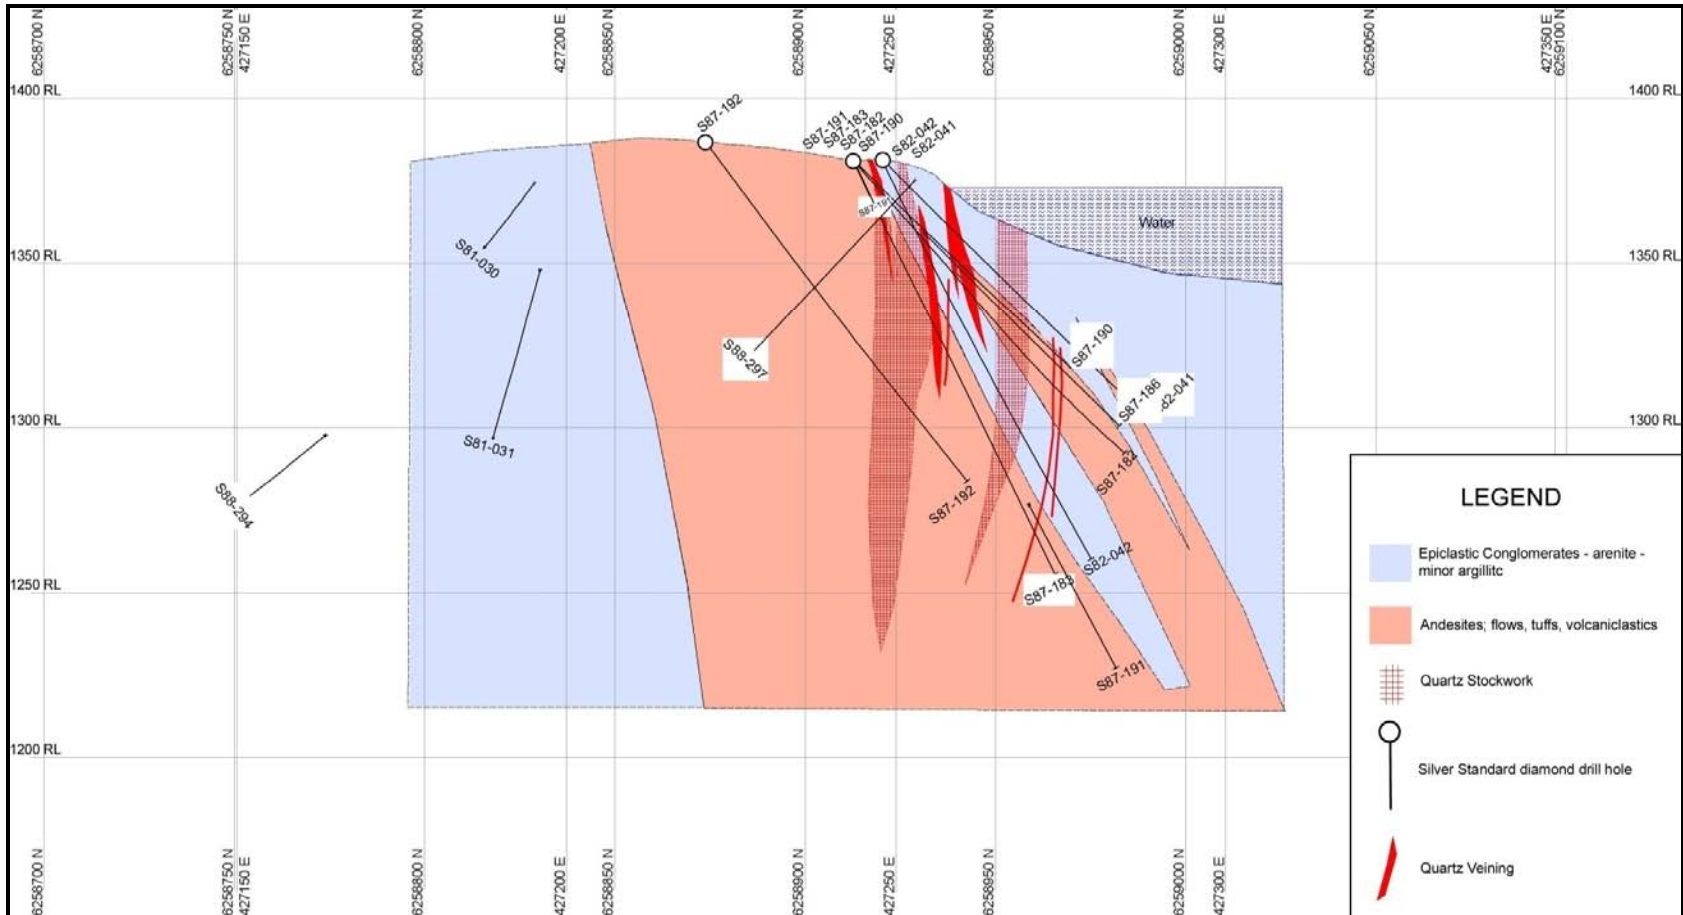 6258700 N
6258750 N
427150 E
6258800 N
427200 E
6258850 N
6258900 N
427250 E
6258950 N
6259000 N
427300 E
6259050 N
427350 E
6259100 N
1400 RL
1400 RL
S87-192
S87-191
S87-183
S87-182
S87-190
S82-042
S82-041
S87-191
Water
S81-030
1350 RL
1350 RL
S88-297
S87-190
S87-186
82-041
1300 RL
1300 RL
S81-031
S87-182
S88-294
S87-192
S82-042
S87-183
1250 RL
S87-191
1200 RL
LEGEND
Epiclastic Conglomerates - arenite -
minor argillitc
Andesites; flows, tuffs, volcaniclastics
Quartz Stockwork
Silver Standard diamond drill hole
Quartz Veining
6258700 N
6258750 N
427150 E
6258800 N
427200 E
6258850 N
6258900 N
427250 E
6258950 N
6259000 N
427300 E